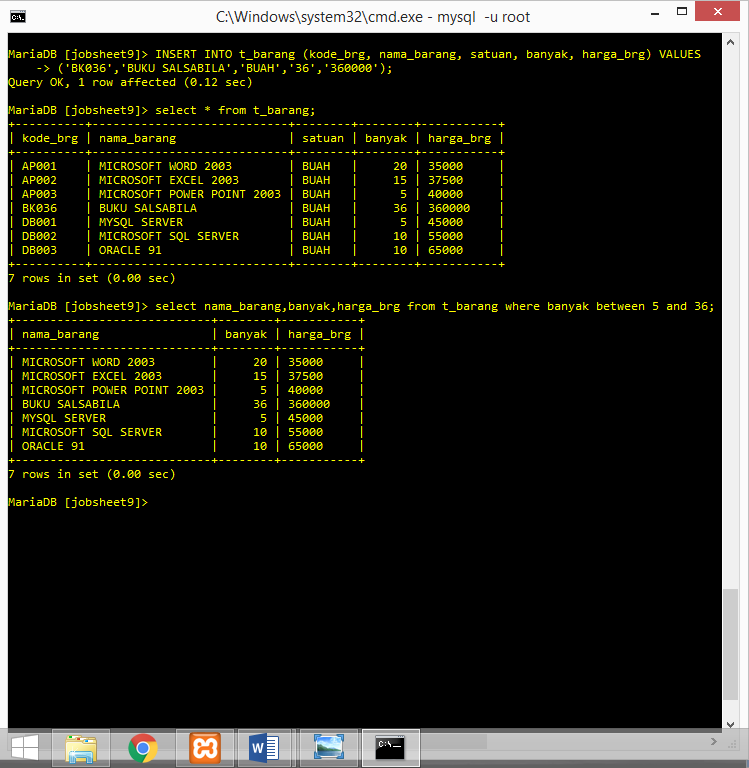 C:\Windows\system32\cmd.exe - mysql  -u root
MariaDB [jobsheet9]> INSERT INTO t_barang (kode_brg, nama_barang, satuan, banyak, harga_brg) VALUES
    -> ('BK036','BUKU SALSABILA','BUAH','36','360000');
Query OK, 1 row affected (0.12 sec)
MariaDB [jobsheet9]> select * from t_barang;
+----------+---------------------------+--------+--------+-----------+
| kode_brg | nama_barang               | satuan | banyak | harga_brg |
+----------+---------------------------+--------+--------+-----------+
| AP001    | MICROSOFT WORD 2003       | BUAH   |     20 | 35000     |
| AP002    | MICROSOFT EXCEL 2003      | BUAH   |     15 | 37500     |
| AP003    | MICROSOFT POWER POINT 2003 | BUAH   |      5 | 40000     |
| BK036    | BUKU SALSABILA            | BUAH   |     36 | 360000    |
| DB001    | MYSQL SERVER              | BUAH   |      5 | 45000     |
| DB002    | MICROSOFT SQL SERVER      | BUAH   |     10 | 55000     |
| DB003    | ORACLE 91                 | BUAH   |     10 | 65000     |
+----------+---------------------------+--------+--------+-----------+
7 rows in set (0.00 sec)
MariaDB [jobsheet9]> select nama_barang,banyak,harga_brg from t_barang where banyak between 5 and 36;
+----------------------------+--------+-----------+
| nama_barang                | banyak | harga_brg |
+----------------------------+--------+-----------+
| MICROSOFT WORD 2003        |     20 | 35000     |
| MICROSOFT EXCEL 2003       |     15 | 37500     |
| MICROSOFT POWER POINT 2003 |      5 | 40000     |
| BUKU SALSABILA             |     36 | 360000    |
| MYSQL SERVER               |      5 | 45000     |
| MICROSOFT SQL SERVER       |     10 | 55000     |
| ORACLE 91                  |     10 | 65000     |
+----------------------------+--------+-----------+
7 rows in set (0.00 sec)
MariaDB [jobsheet9]>